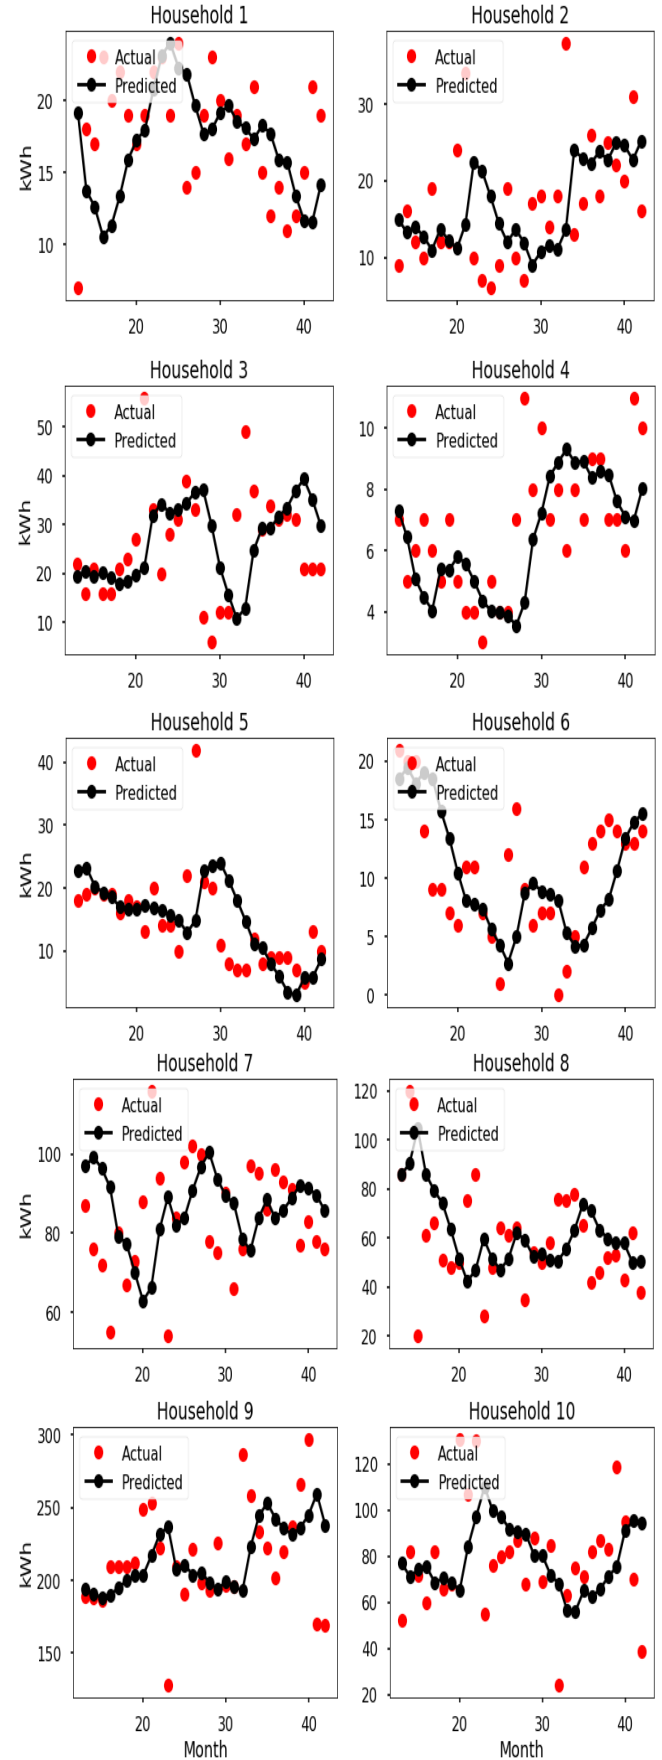 Household 1
Household 2
kWh
20
15
10
Actual
Predicted
20
30
40
30
20
10
Actual
Predicted
20
30
40
Household 3
Household 4
kWh
50
40
30
20
10
Actual
Predicted
20
30
40
10
8
6
4
Actual
Predicted
20
30
40
Household 5
Household 6
kWh
40
30
20
10
Actual
Predicted
20
30
40
20
15
10
5
0
Actual
Predicted
20
30
40
Household 7
Household 8
kWh
100
80
60
Actual
Predicted
20
30
40
120
100
80
60
40
20
Actual
Predicted
20
30
40
Household 9
Household 10
kWh
300
250
200
150
Actual
Predicted
20
30
40
Month
120
100
80
60
40
20
Actual
Predicted
20
30
40
Month